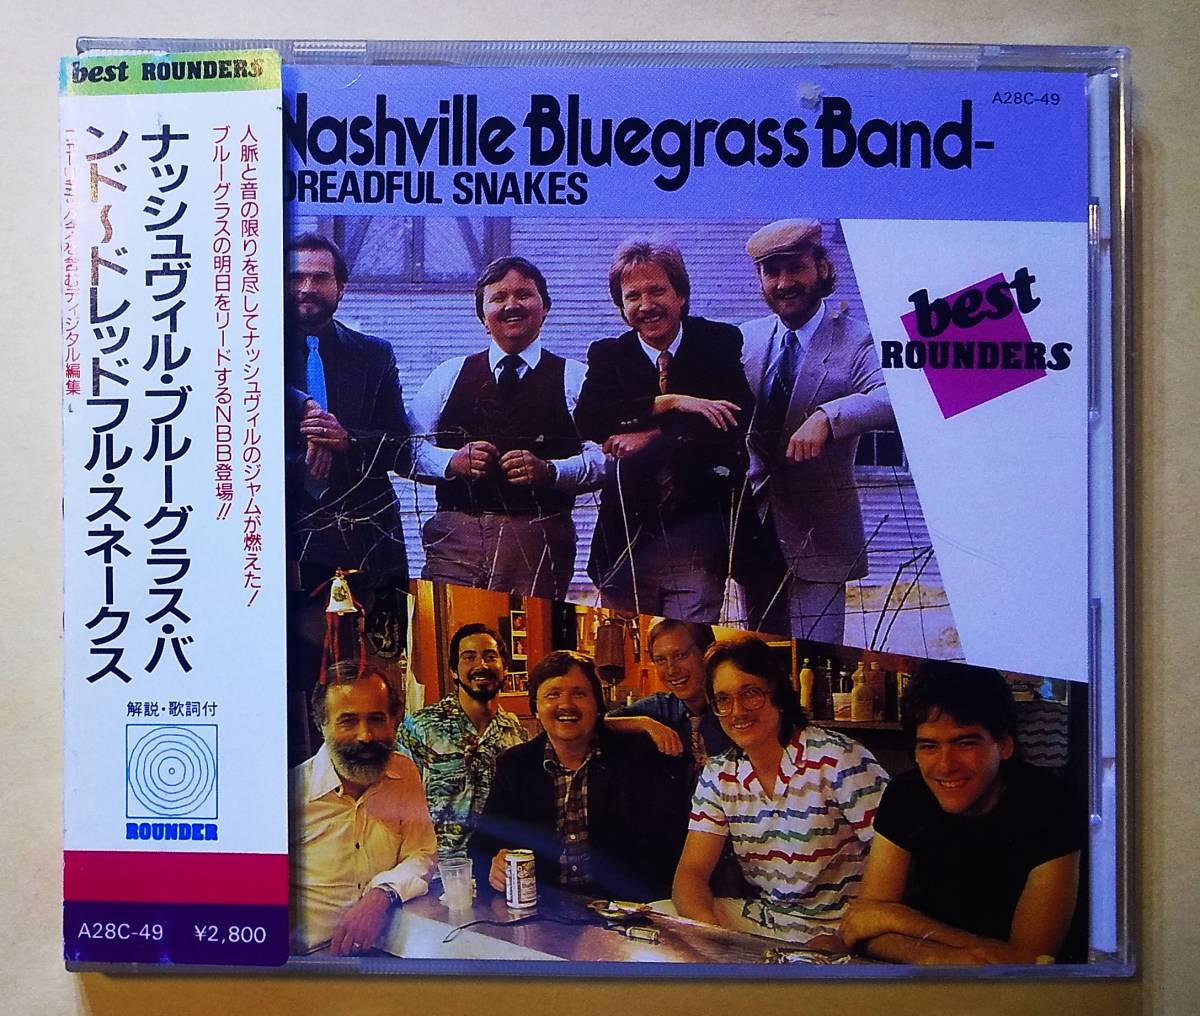 best ROUNDERS
人脈と音の限りを尽してナッシュヴィルのジャムが燃えた!
ブルーグラスの明日をリードするNBB登場!!
ナッシュヴィル・ブルーグラス・バ
ンド〜ドレッドフル・スネークス
を含むディジタル編集
解説・歌詞付
ROUNDER
A28C-49 ¥2,800
Nashville Bluegrass Band-
DREADFUL SNAKES
A28C-49
best
ROUNDERS